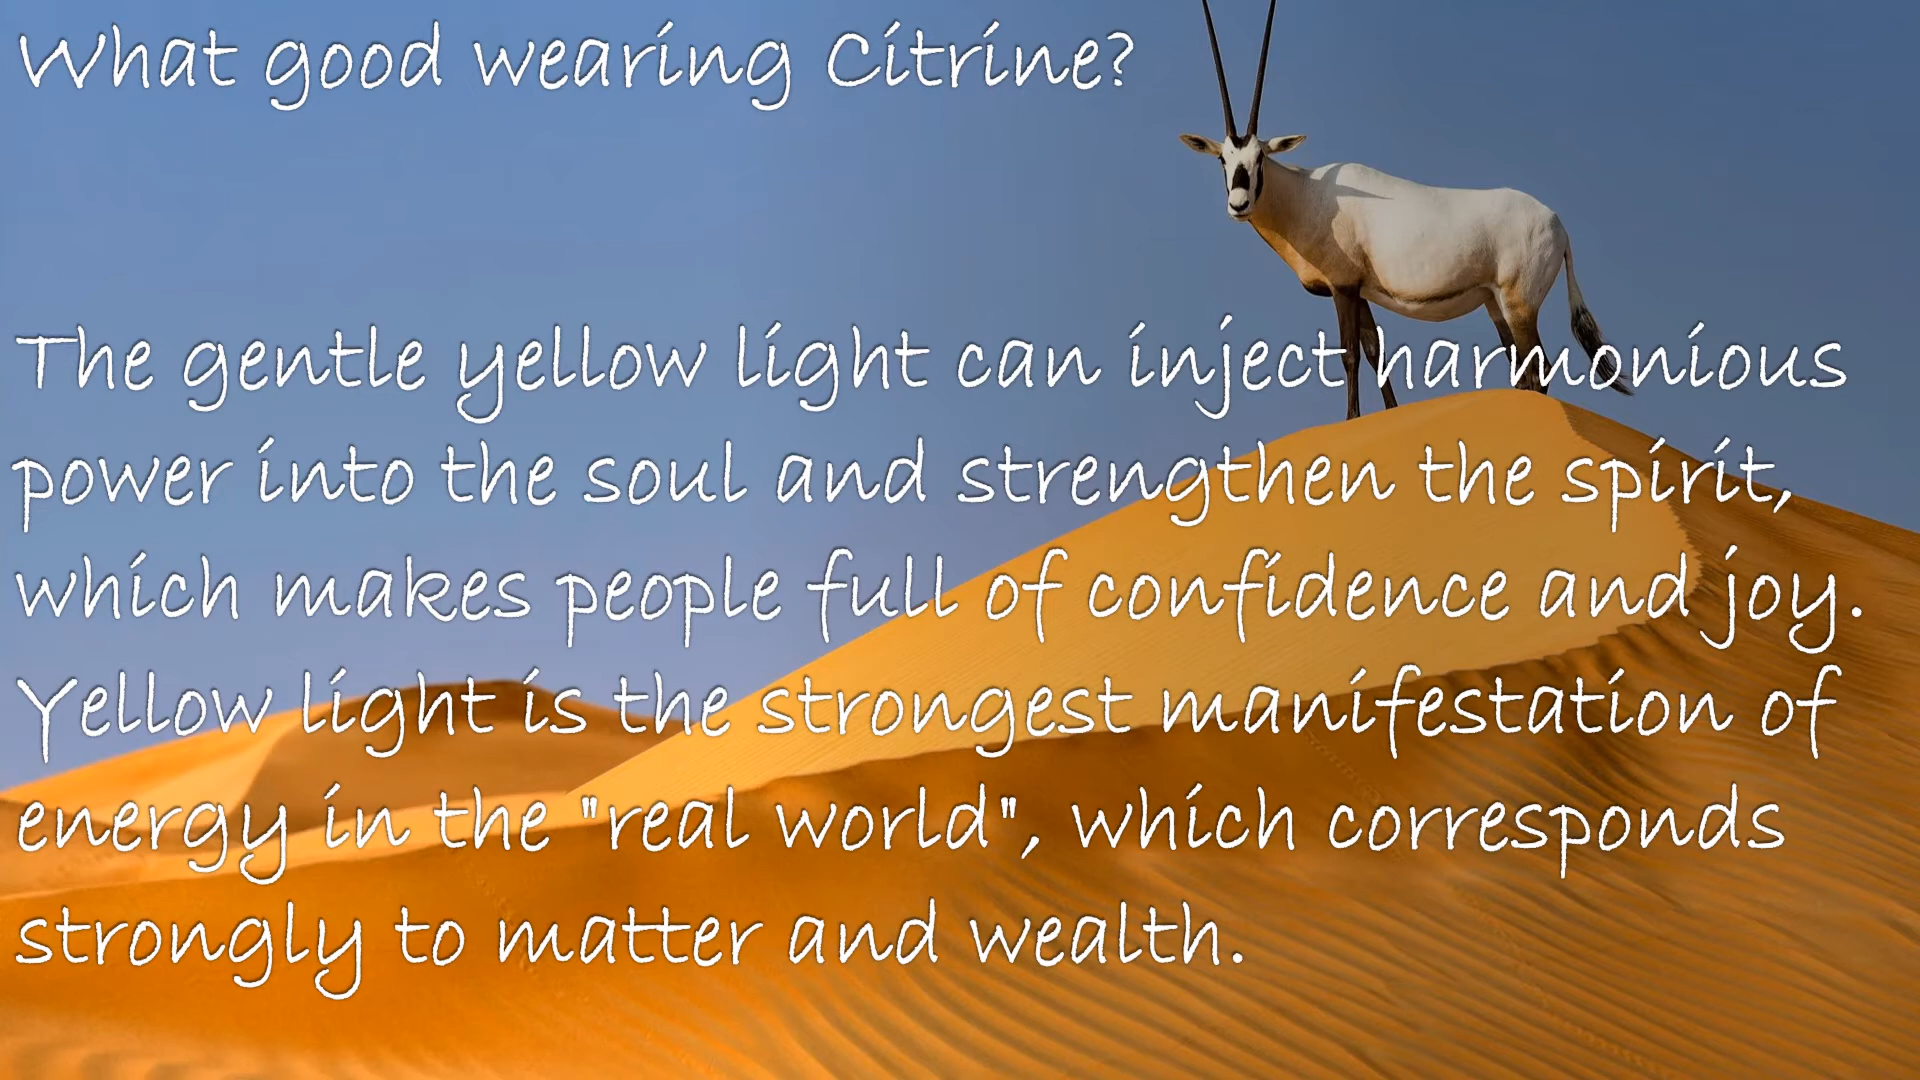 What good wearing Citrine?
The gentle yellow light can inject harmonious
power into the soul and strengthen the spirit,
which makes people full of confidence and joy.
Yellow light is the strongest manifestation of
energy in the "real world", which corresponds
strongly to matter and wealth.